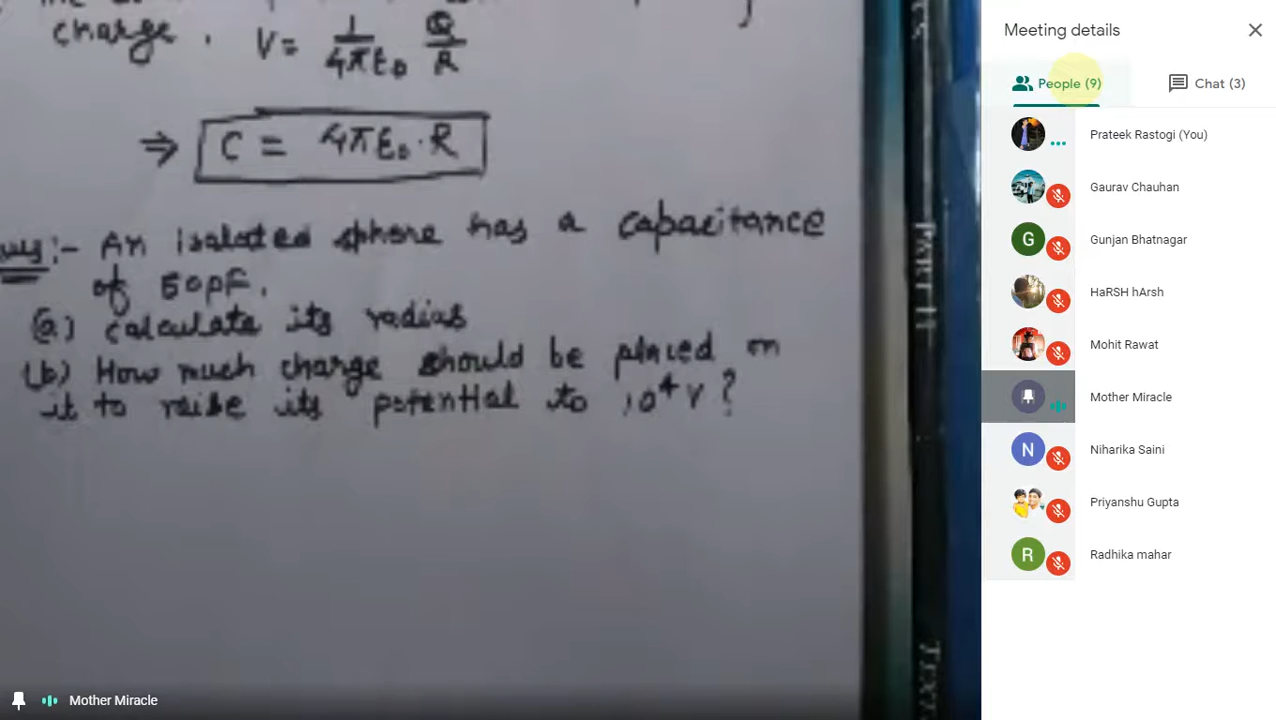 charge. V = 1/4πε₀ Q/R
⇒ C = 4πε₀·R
Ques:- An isolated sphere has a capacitance
of 50pF.
(a) calculate its radius
(b) How much charge should be placed on
it to raise its potential to 10⁴ V?
Mother Miracle
Meeting details
People (9)
Chat (3)
Prateek Rastogi (You)
Gaurav Chauhan
G
Gunjan Bhatnagar
HaRSH hArsh
Mohit Rawat
Mother Miracle
N
Niharika Saini
Priyanshu Gupta
R
Radhika mahar